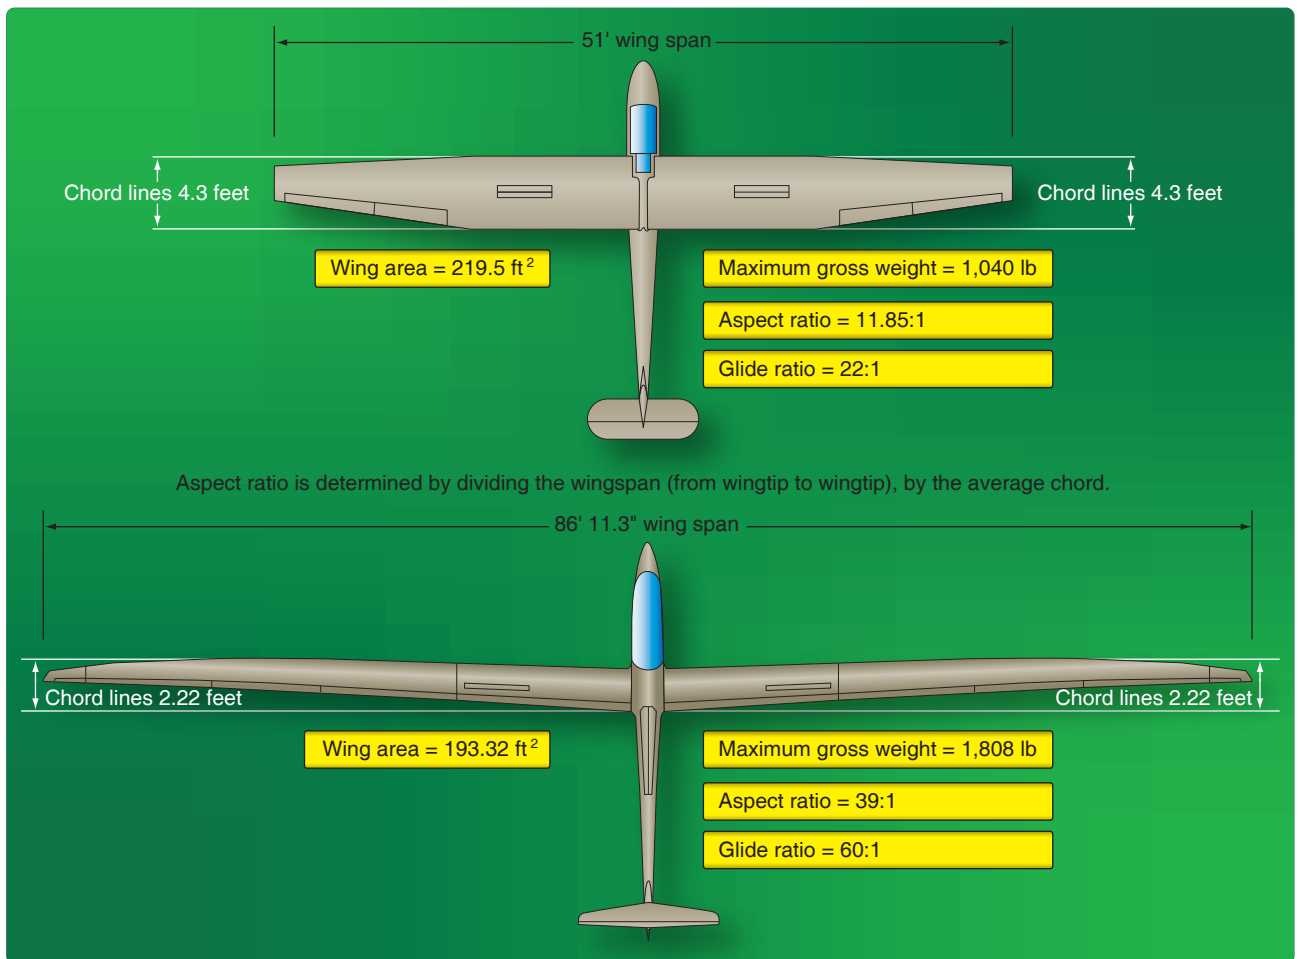 51' wing span
Chord lines 4.3 feet
Chord lines 4.3 feet
Wing area = 219.5 ft²
Maximum gross weight = 1,040 lb
Aspect ratio = 11.85:1
Glide ratio = 22:1
Aspect ratio is determined by dividing the wingspan (from wingtip to wingtip), by the average chord.
86' 11.3" wing span
Chord lines 2.22 feet
Chord lines 2.22 feet
Wing area = 193.32 ft²
Maximum gross weight = 1,808 lb
Aspect ratio = 39:1
Glide ratio = 60:1